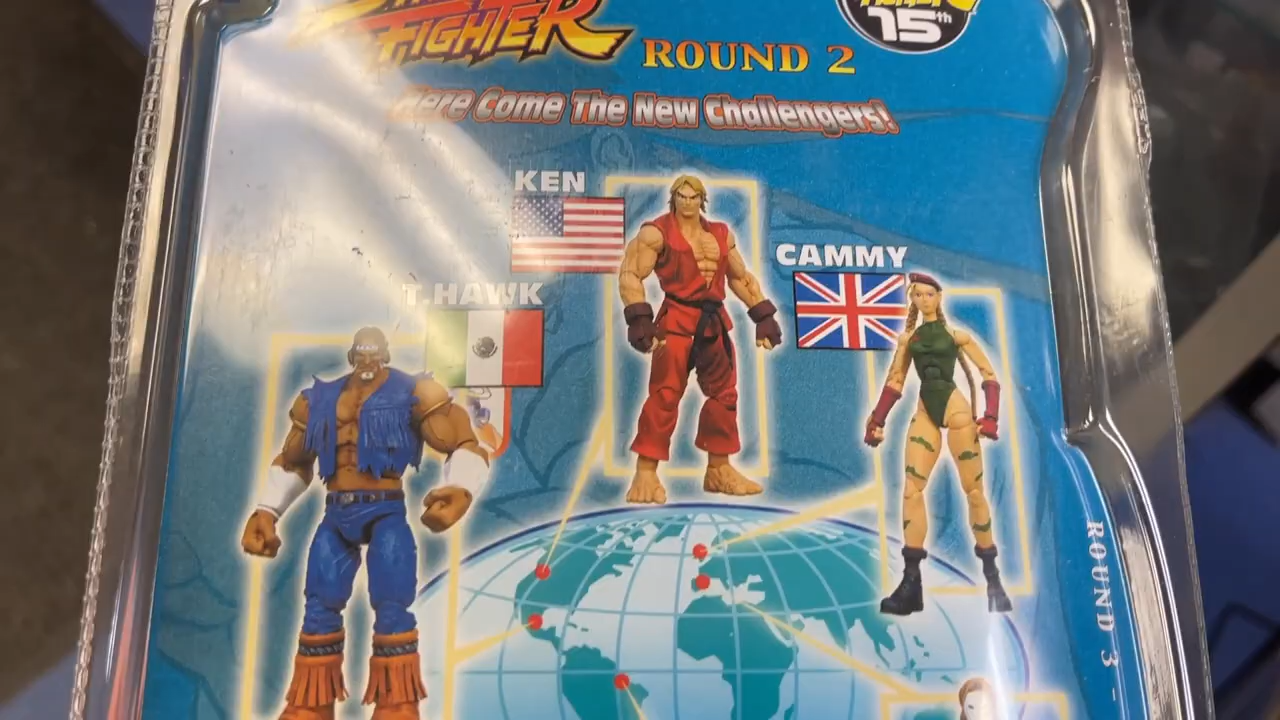 FIGHTER
15th
ROUND 2
Here Come The New Challengers!
KEN
CAMMY
T.HAWK
ROUND 3